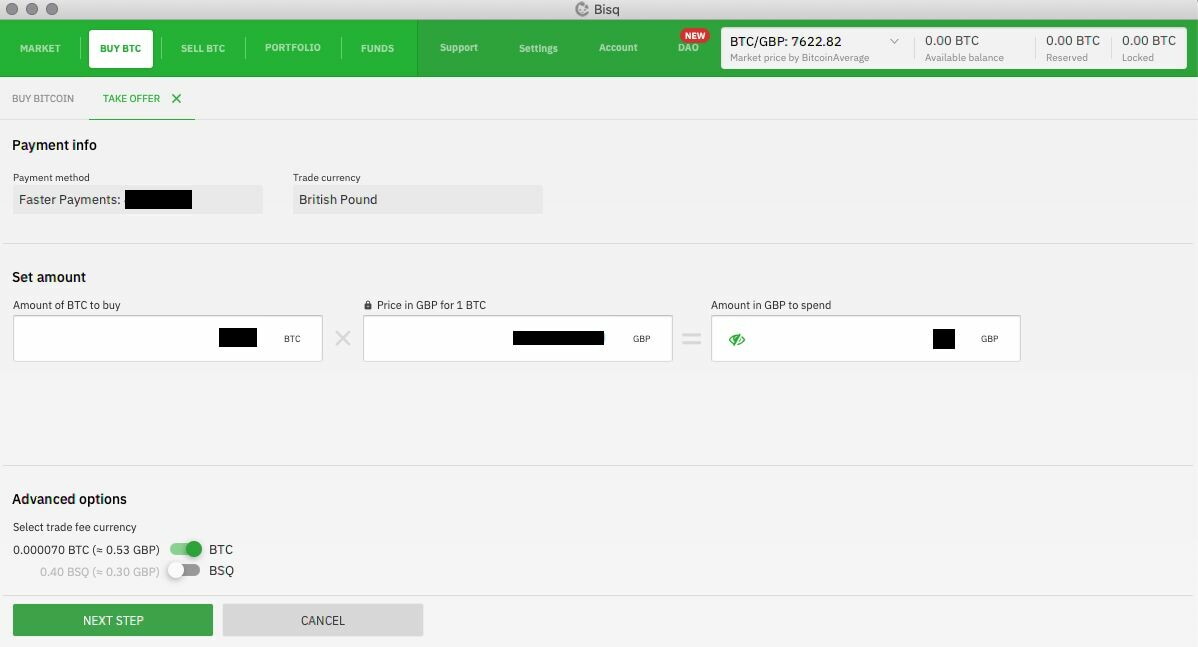 Bisq
MARKET BUY BTC SELL BTC PORTFOLIO FUNDS Support Settings Account DAO NEW
BTC/GBP: 7622.82 0.00 BTC 0.00 BTC 0.00 BTC
Market price by BitcoinAverage Available balance Reserved Locked
BUY BITCOIN TAKE OFFER
Payment info
Payment method Trade currency
Faster Payments: British Pound
Set amount
Amount of BTC to buy Price in GBP for 1 BTC Amount in GBP to spend
BTC GBP GBP
Advanced options
Select trade fee currency
0.000070 BTC (≈ 0.53 GBP) BTC
0.40 BSQ (≈ 0.30 GBP) BSQ
NEXT STEP CANCEL